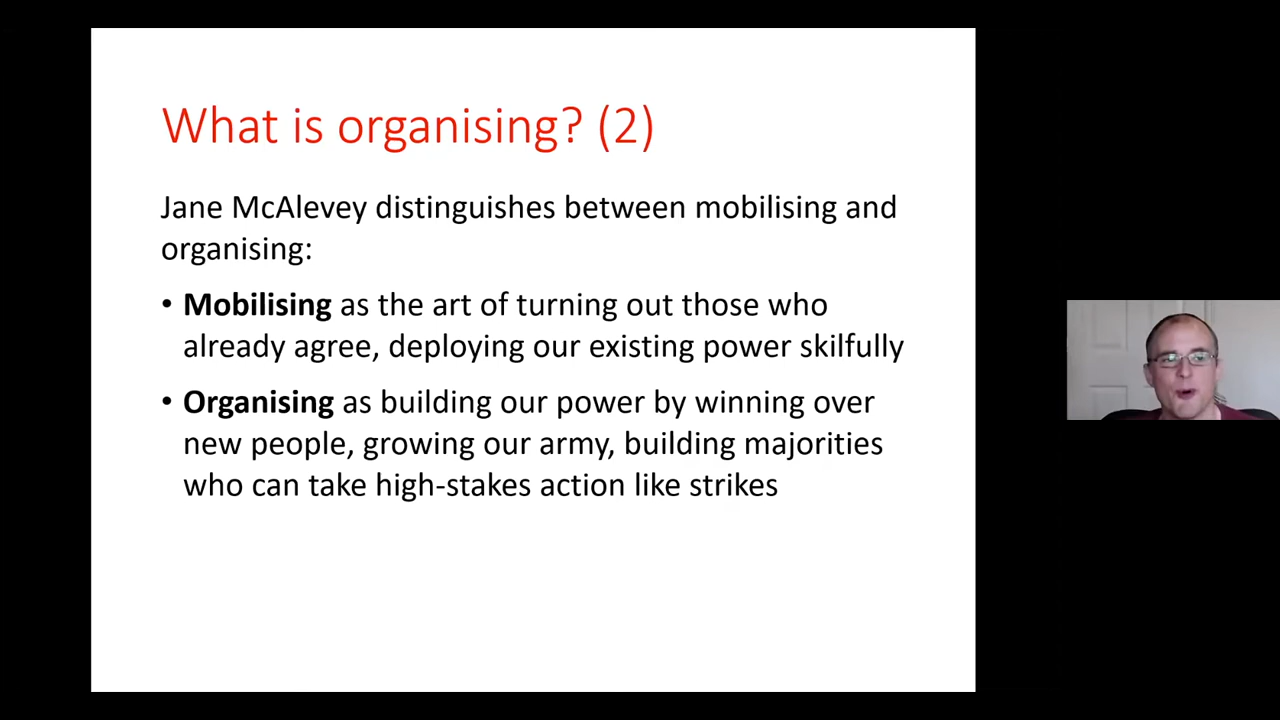 What is organising? (2)
Jane McAlevey distinguishes between mobilising and
organising:
• Mobilising as the art of turning out those who
already agree, deploying our existing power skilfully
• Organising as building our power by winning over
new people, growing our army, building majorities
who can take high-stakes action like strikes